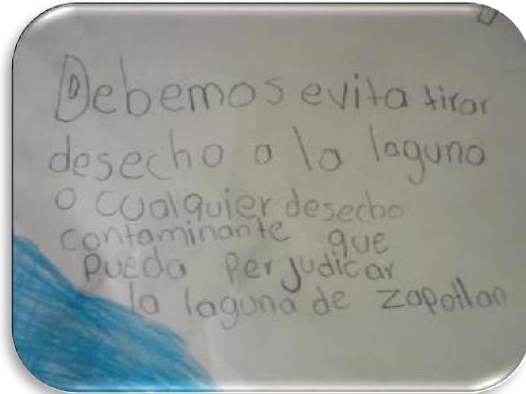 Debemos evita tirar
desecho a la laguna
o cualquier desecho
contaminante que
pueda perjudicar
la laguna de zapotlan